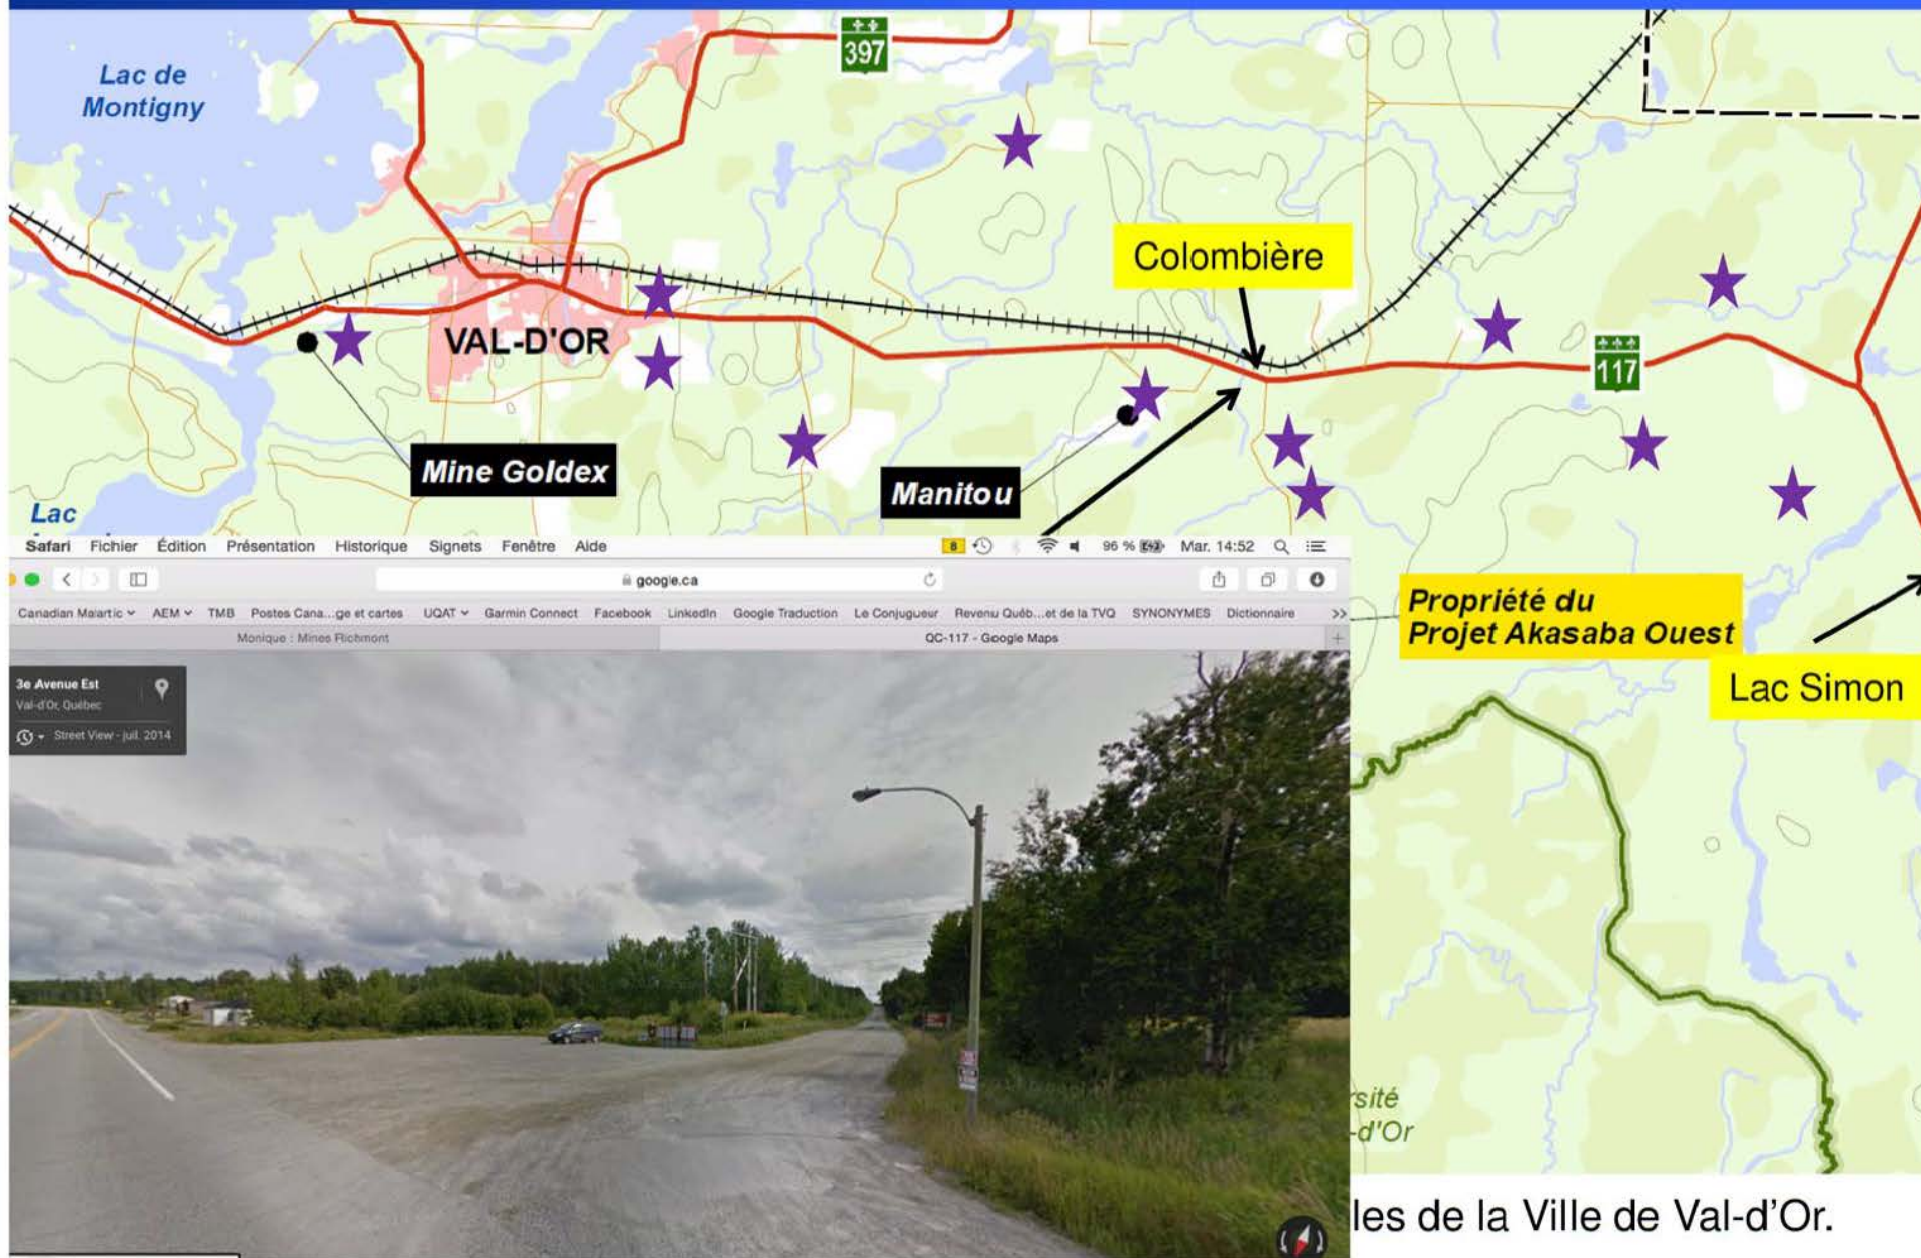 397
Lac de
Montigny
Colombière
VAL-D'OR
117
Mine Goldex
Manitou
Lac
Safari Fichier Édition Présentation Historique Signets Fenêtre Aide 8 96 % Mar. 14:52
google.ca
Canadian Malartic AEM TMB Postes Cana...ge et cartes UQAT Garmin Connect Facebook LinkedIn Google Traduction Le Conjugueur Revenu Québ...et de la TVQ SYNONYMES Dictionnaire >>
Monique : Mines Richmont QC-117 - Google Maps +
Propriété du
Projet Akasaba Ouest
Lac Simon
3e Avenue Est
Val-d'Or, Québec
Street View - juil. 2014
rsité
-d'Or
les de la Ville de Val-d'Or.